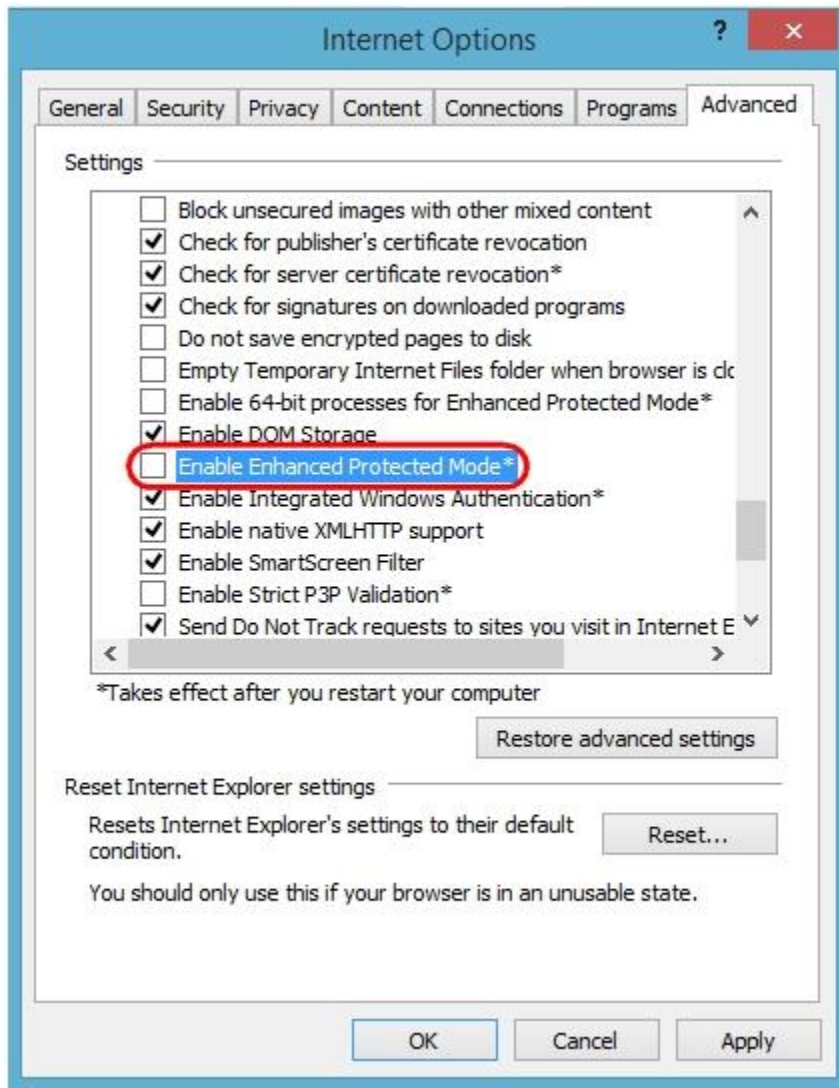 Internet Options
?
×
General Security Privacy Content Connections Programs Advanced
Settings
Block unsecured images with other mixed content
Check for publisher's certificate revocation
Check for server certificate revocation*
Check for signatures on downloaded programs
Do not save encrypted pages to disk
Empty Temporary Internet Files folder when browser is clc
Enable 64-bit processes for Enhanced Protected Mode*
Enable DOM Storage
Enable Enhanced Protected Mode*
Enable Integrated Windows Authentication*
Enable native XMLHTTP support
Enable SmartScreen Filter
Enable Strict P3P Validation*
Send Do Not Track requests to sites you visit in Internet E
*Takes effect after you restart your computer
Restore advanced settings
Reset Internet Explorer settings
Resets Internet Explorer's settings to their default
condition.
Reset...
You should only use this if your browser is in an unusable state.
OK Cancel Apply